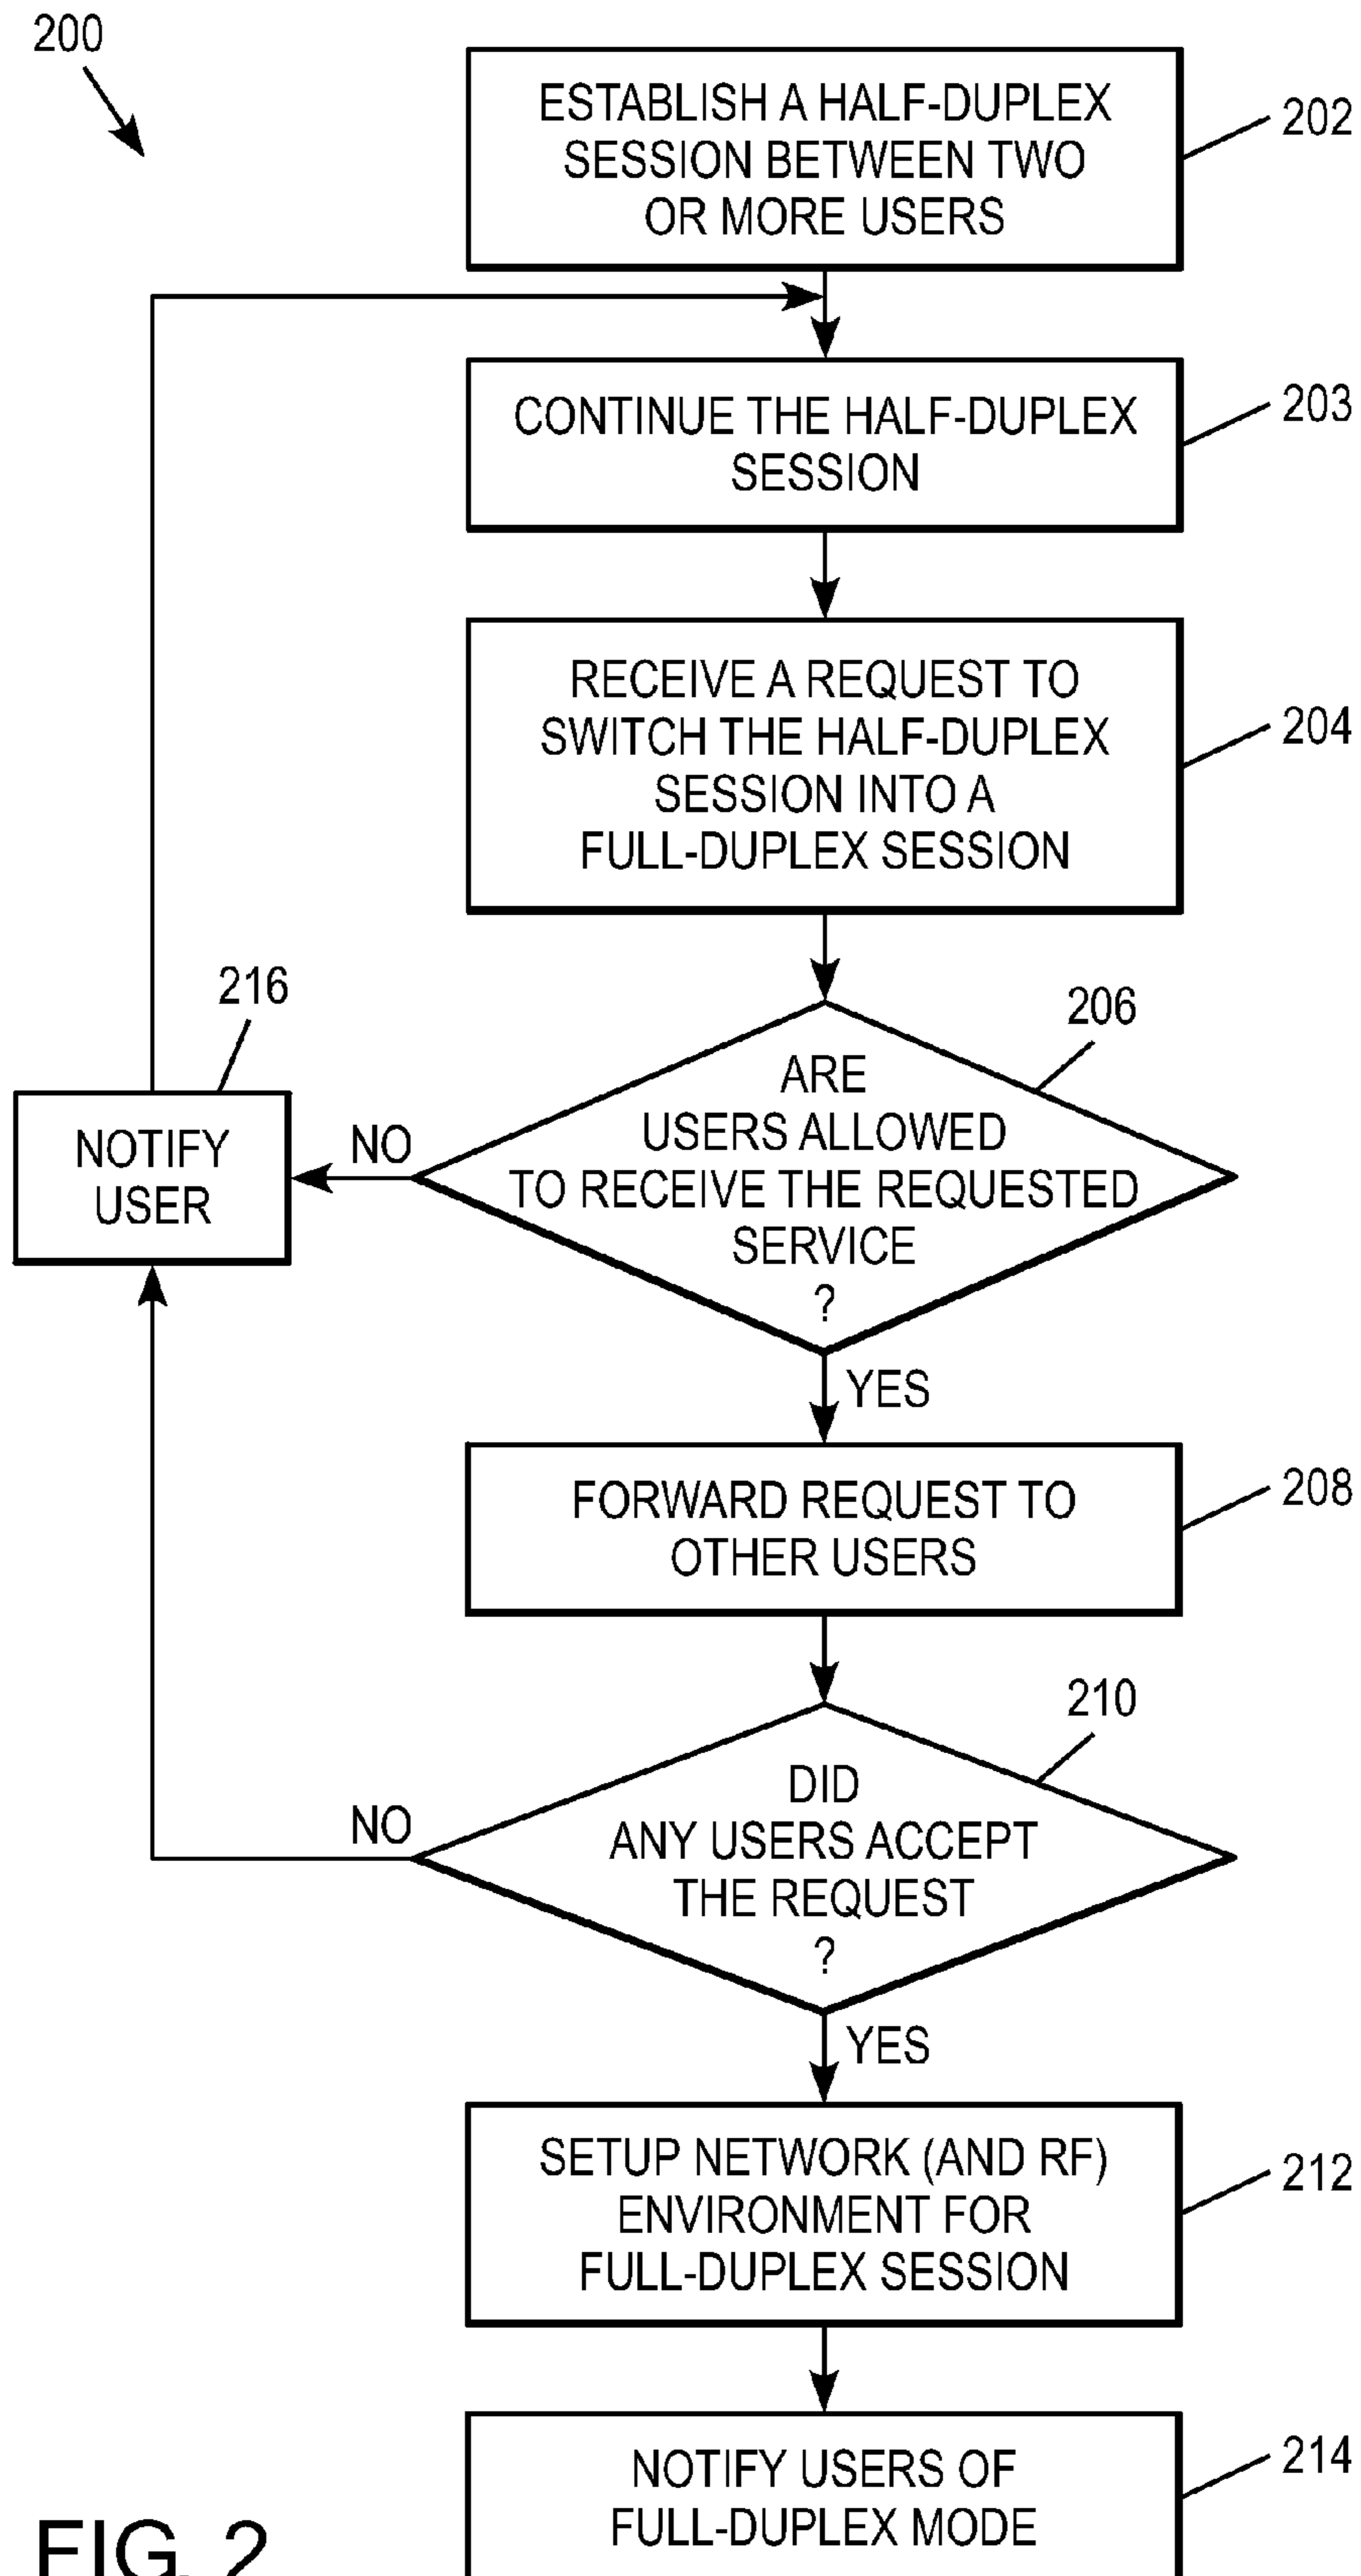 200
ESTABLISH A HALF-DUPLEX
SESSION BETWEEN TWO
OR MORE USERS
202
CONTINUE THE HALF-DUPLEX
SESSION
203
RECEIVE A REQUEST TO
SWITCH THE HALF-DUPLEX
SESSION INTO A
FULL-DUPLEX SESSION
204
216
NOTIFY
USER
NO
206
ARE
USERS ALLOWED
TO RECEIVE THE REQUESTED
SERVICE
?
YES
FORWARD REQUEST TO
OTHER USERS
208
210
DID
ANY USERS ACCEPT
THE REQUEST
?
NO
YES
SETUP NETWORK (AND RF)
ENVIRONMENT FOR
FULL-DUPLEX SESSION
212
NOTIFY USERS OF
FULL-DUPLEX MODE
214
FIG. 2